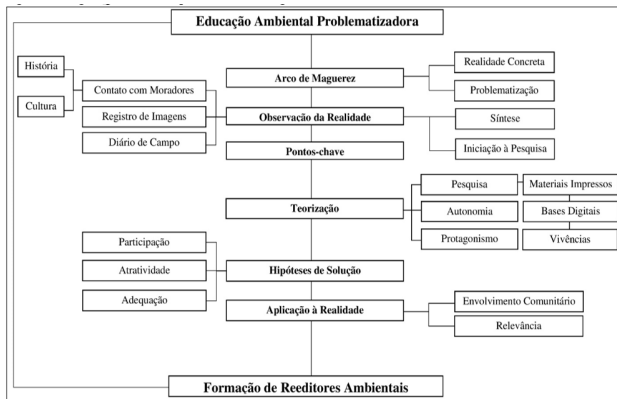 Educação Ambiental Problematizadora
História
Cultura
Contato com Moradores
Registro de Imagens
Diário de Campo
Arco de Maguerez
Realidade Concreta
Problematização
Observação da Realidade
Síntese
Iniciação à Pesquisa
Pontos-chave
Teorização
Pesquisa
Materiais Impressos
Autonomia
Bases Digitais
Protagonismo
Vivências
Participação
Atratividade
Adequação
Hipóteses de Solução
Aplicação à Realidade
Envolvimento Comunitário
Relevância
Formação de Reeditores Ambientais